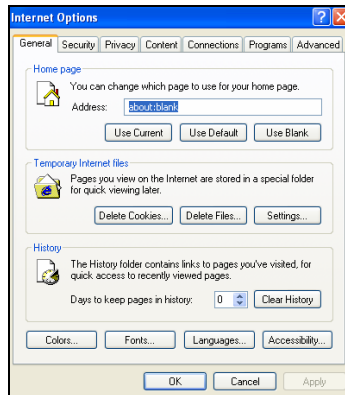 Internet Options
General Security Privacy Content Connections Programs Advanced
Home page
You can change which page to use for your home page.
Address: about:blank
Use Current Use Default Use Blank
Temporary Internet files
Pages you view on the Internet are stored in a special folder
for quick viewing later.
Delete Cookies... Delete Files... Settings...
History
The History folder contains links to pages you've visited, for
quick access to recently viewed pages.
Days to keep pages in history: 0 Clear History
Colors... Fonts... Languages... Accessibility...
OK Cancel Apply